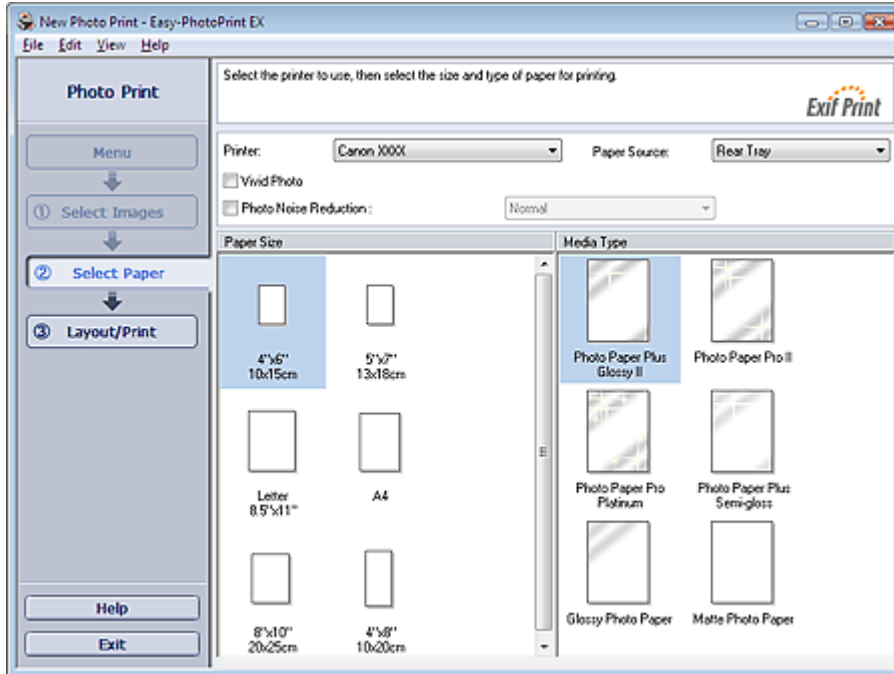 New Photo Print - Easy-PhotoPrint EX
File Edit View Help
Photo Print
Select the printer to use, then select the size and type of paper for printing.
Exif Print
Menu
① Select Images
② Select Paper
③ Layout/Print
Help
Exit
Printer: Canon XXXX Paper Source: Rear Tray
Vivid Photo
Photo Noise Reduction : Normal
Paper Size
4"x6"
10x15cm
5"x7"
13x18cm
Letter
8.5"x11"
A4
8"x10"
20x25cm
4"x8"
10x20cm
Media Type
Photo Paper Plus
Glossy II
Photo Paper Pro II
Photo Paper Pro
Platinum
Photo Paper Plus
Semi-gloss
Glossy Photo Paper
Matte Photo Paper